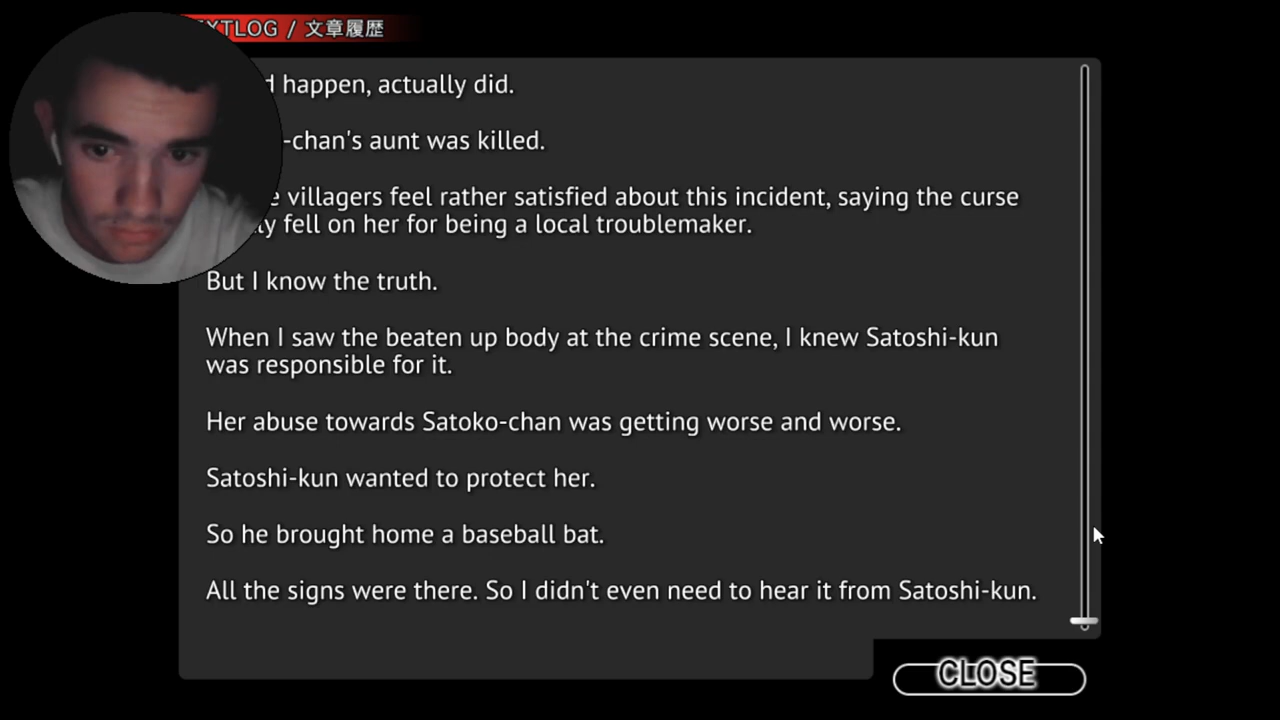 XTLOG / 文章履歴
happen, actually did.
-chan's aunt was killed.
villagers feel rather satisfied about this incident, saying the curse
fell on her for being a local troublemaker.
But I know the truth.
When I saw the beaten up body at the crime scene, I knew Satoshi-kun
was responsible for it.
Her abuse towards Satoko-chan was getting worse and worse.
Satoshi-kun wanted to protect her.
So he brought home a baseball bat.
All the signs were there. So I didn't even need to hear it from Satoshi-kun.
CLOSE